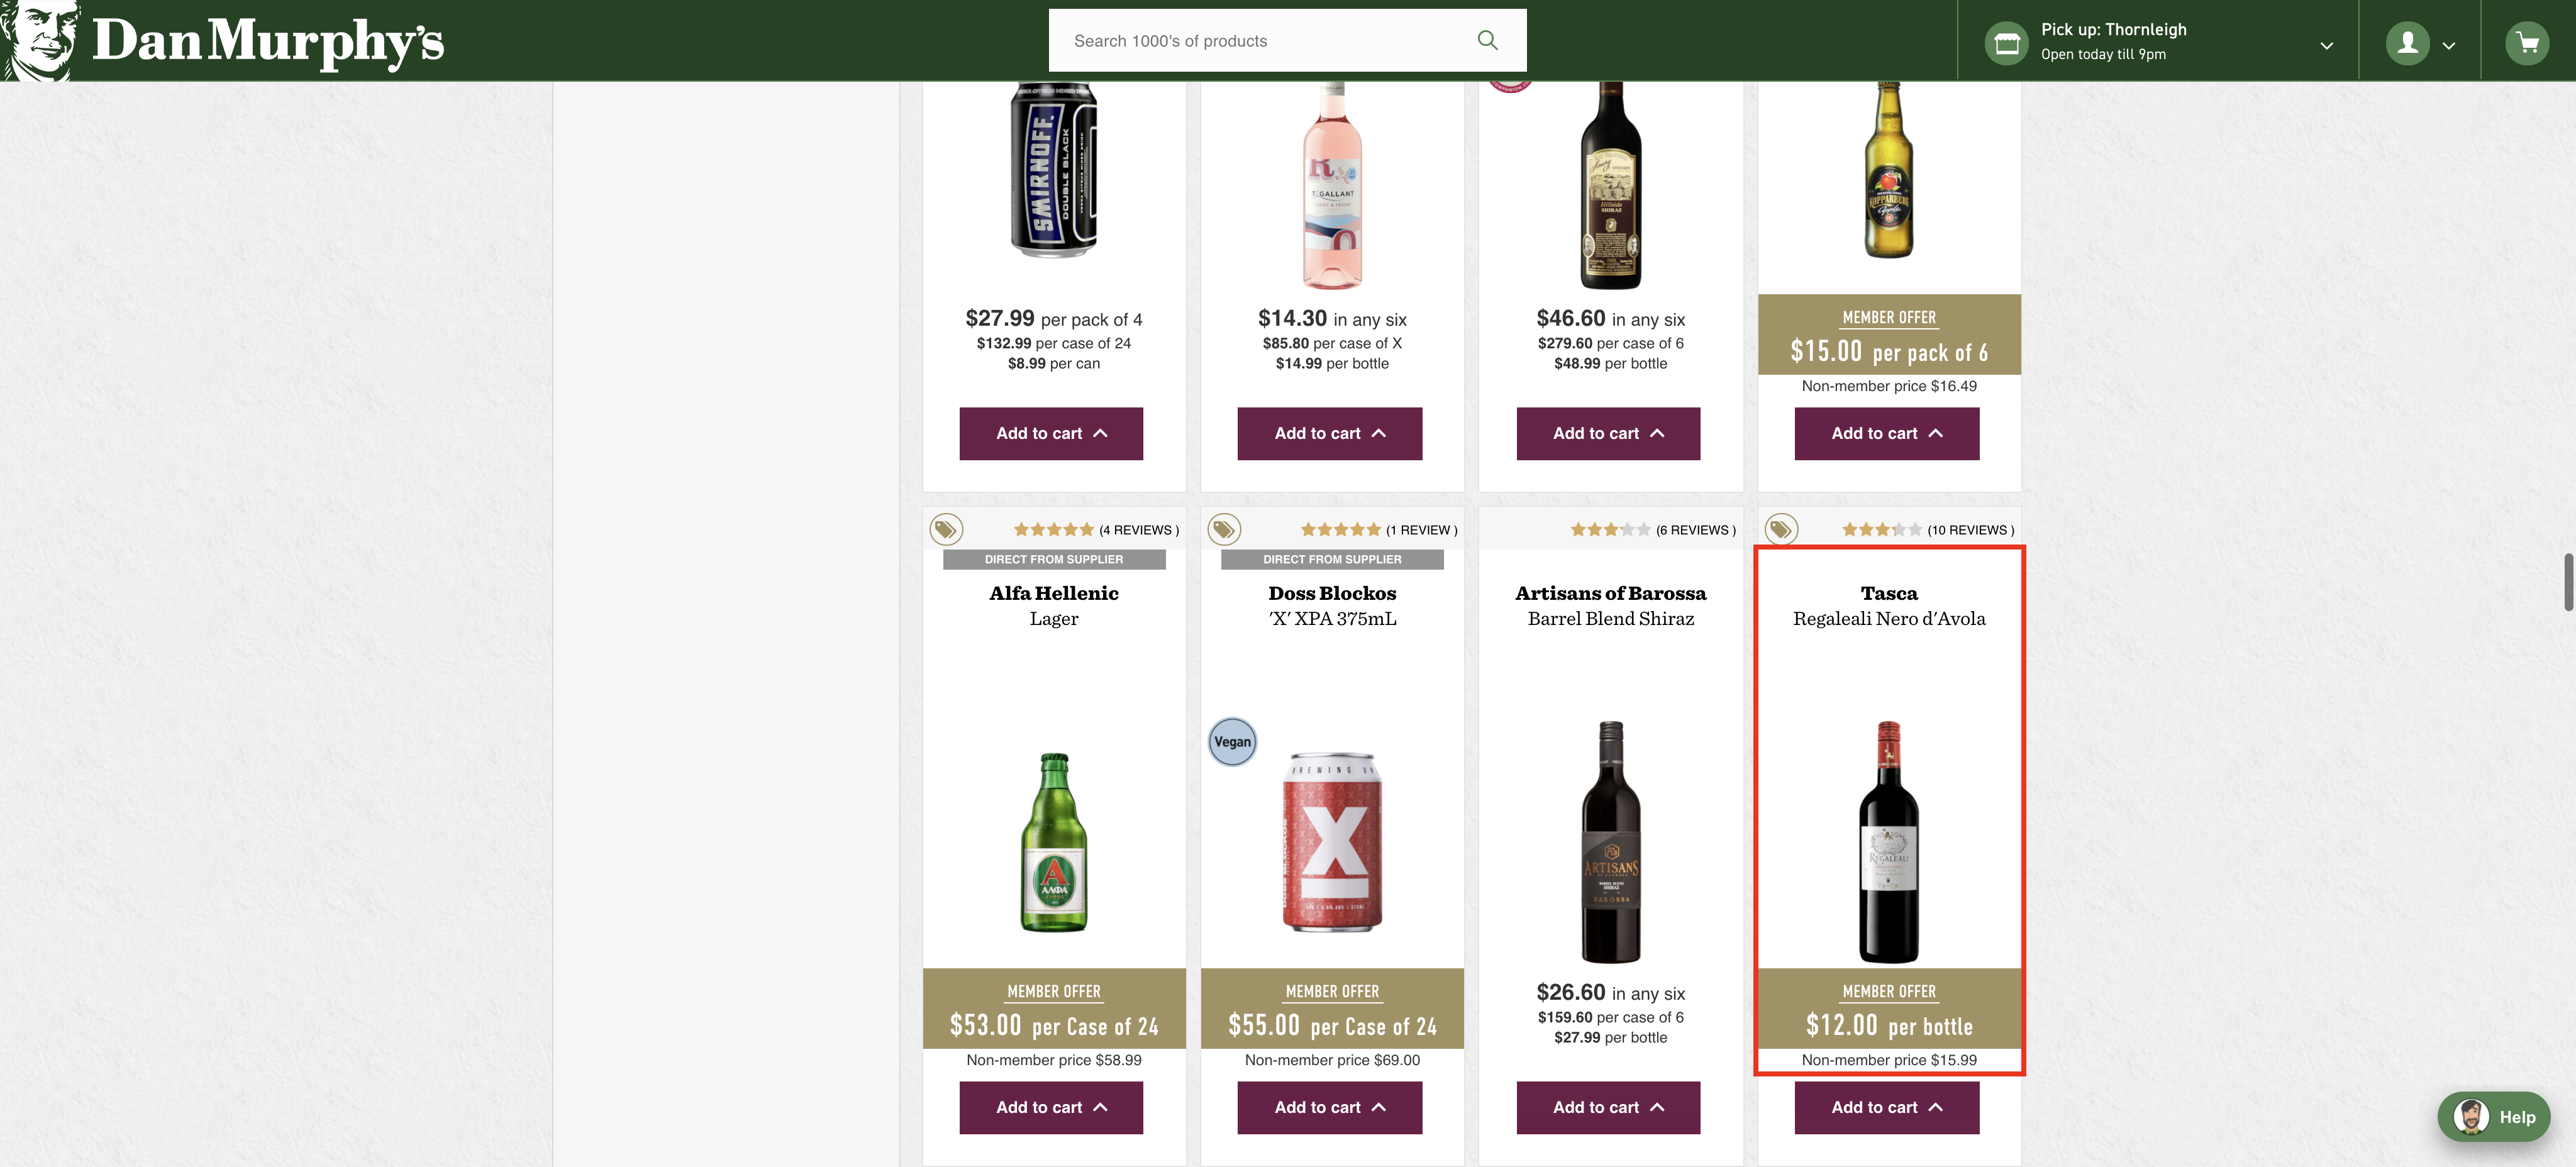 Dan Murphy's
Search 1000's of products
Pick up: Thornleigh
Open today till 9pm
SMIRNOFF
DOUBLE BLACK
T'GALLANT
Hillside
SHIRAZ
KOPPARBERG
$27.99 per pack of 4
$132.99 per case of 24
$8.99 per can
Add to cart
$14.30 in any six
$85.80 per case of X
$14.99 per bottle
Add to cart
$46.60 in any six
$279.60 per case of 6
$48.99 per bottle
Add to cart
MEMBER OFFER
$15.00 per pack of 6
Non-member price $16.49
Add to cart
(4 REVIEWS )
DIRECT FROM SUPPLIER
Alfa Hellenic
Lager
ΑΛΦΑ
MEMBER OFFER
$53.00 per Case of 24
Non-member price $58.99
Add to cart
(1 REVIEW )
DIRECT FROM SUPPLIER
Doss Blockos
'X' XPA 375mL
Vegan
X
MEMBER OFFER
$55.00 per Case of 24
Non-member price $69.00
Add to cart
(6 REVIEWS )
Artisans of Barossa
Barrel Blend Shiraz
ARTISANS
BAROSSA
$26.60 in any six
$159.60 per case of 6
$27.99 per bottle
Add to cart
(10 REVIEWS )
Tasca
Regaleali Nero d'Avola
REGALEALI
MEMBER OFFER
$12.00 per bottle
Non-member price $15.99
Add to cart
Help